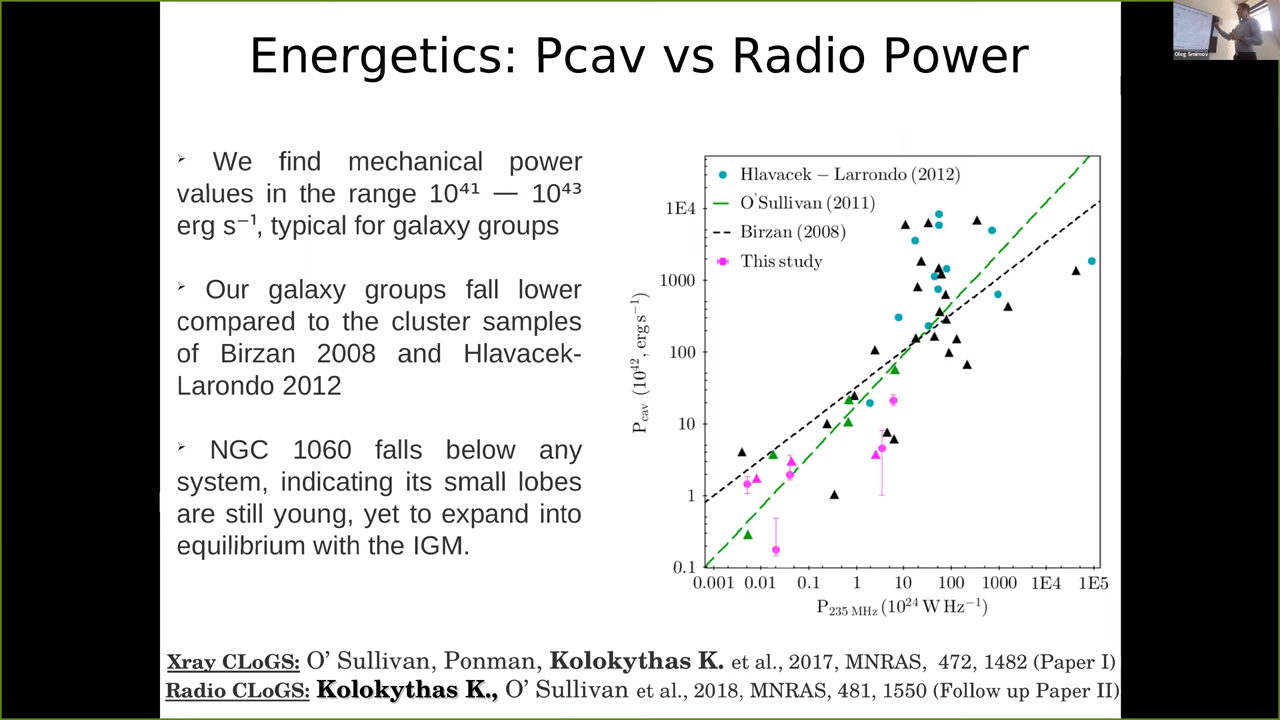 Energetics: Pcav vs Radio Power
Oleg Smirnov
We find mechanical power
values in the range 10⁴¹ — 10⁴³
erg s⁻¹, typical for galaxy groups
Our galaxy groups fall lower
compared to the cluster samples
of Birzan 2008 and Hlavacek-
Larondo 2012
NGC 1060 falls below any
system, indicating its small lobes
are still young, yet to expand into
equilibrium with the IGM.
Hlavacek – Larrondo (2012)
O'Sullivan (2011)
Birzan (2008)
This study
P_cav (10^42, erg s^−1)
1E4
1000
100
10
1
0.1
0.001 0.01 0.1 1 10 100 1000 1E4 1E5
P_235 MHz (10^24 W Hz^−1)
Xray CLoGS: O' Sullivan, Ponman, Kolokythas K. et al., 2017, MNRAS, 472, 1482 (Paper I)
Radio CLoGS: Kolokythas K., O' Sullivan et al., 2018, MNRAS, 481, 1550 (Follow up Paper II)